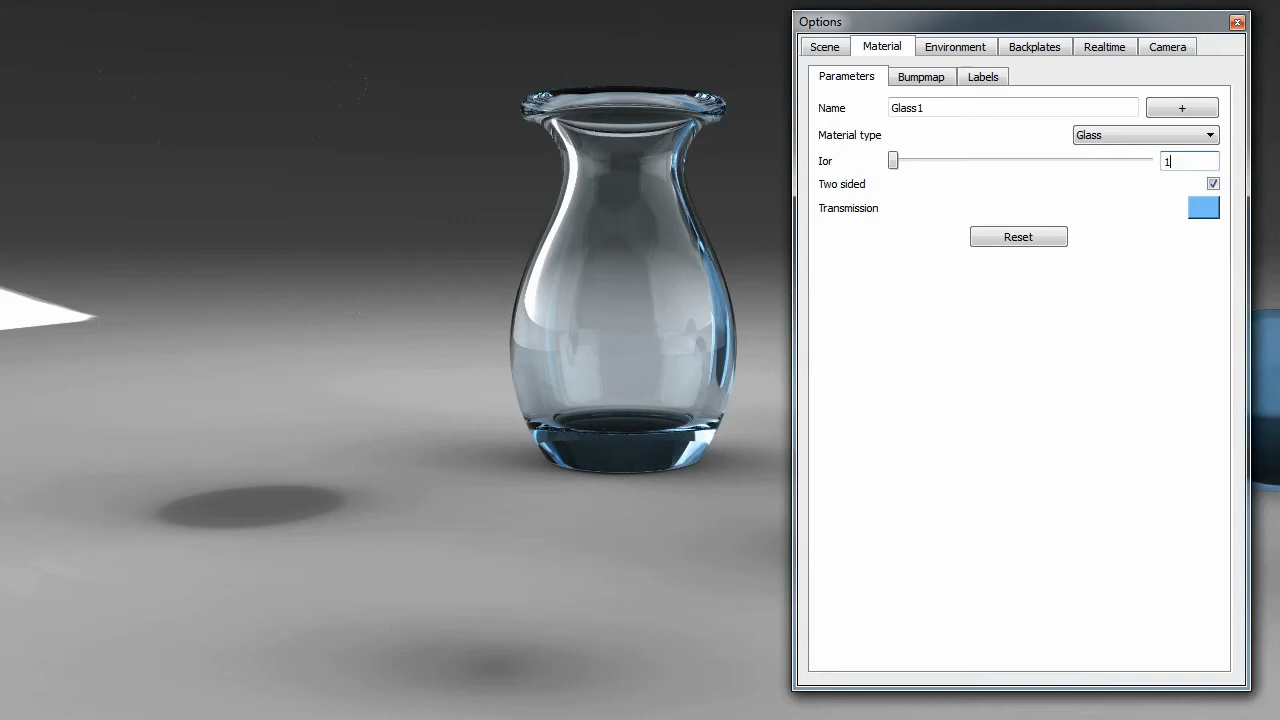 Options
Scene Material Environment Backplates Realtime Camera
Parameters Bumpmap Labels
Name Glass1 +
Material type Glass
Ior 1
Two sided
Transmission
Reset